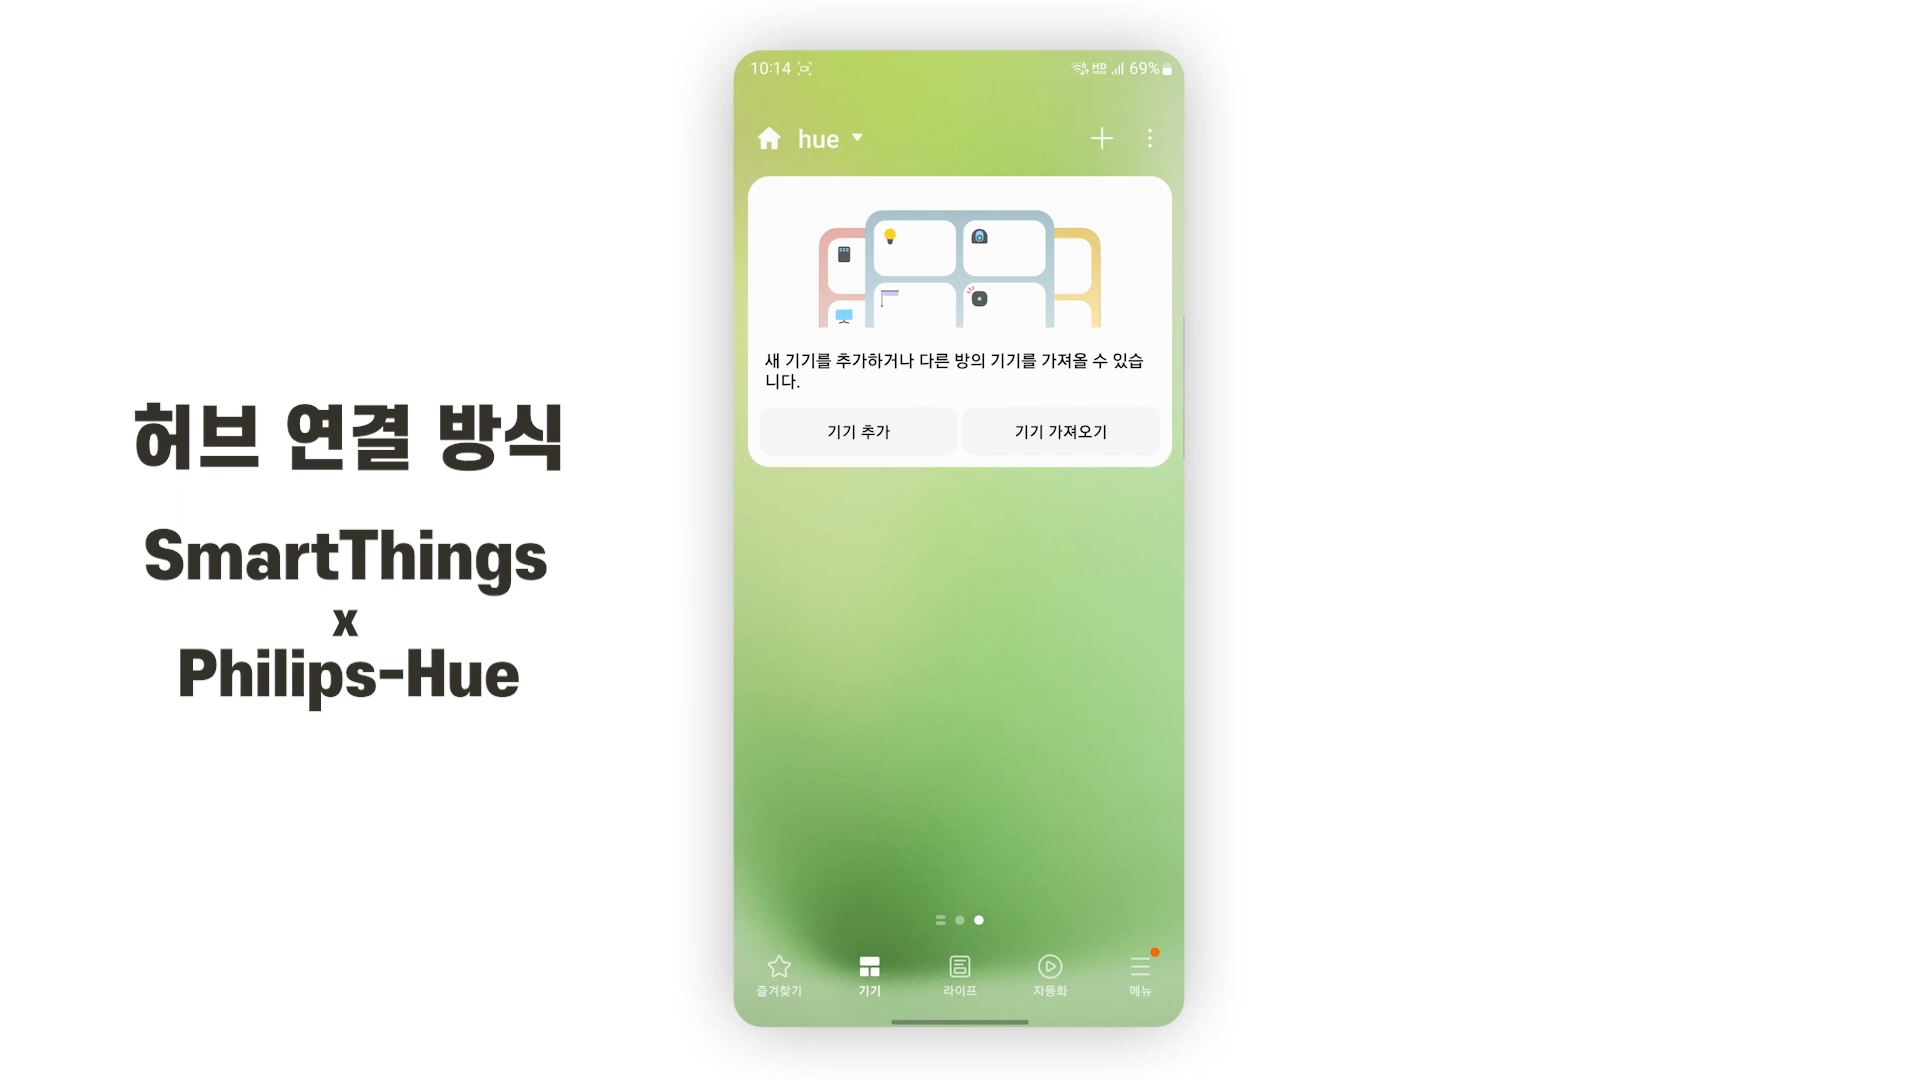 허브 연결 방식
SmartThings
x
Philips-Hue
10:14
HD
69%
hue
새 기기를 추가하거나 다른 방의 기기를 가져올 수 있습
니다.
기기 추가
기기 가져오기
즐겨찾기
기기
라이프
자동화
메뉴